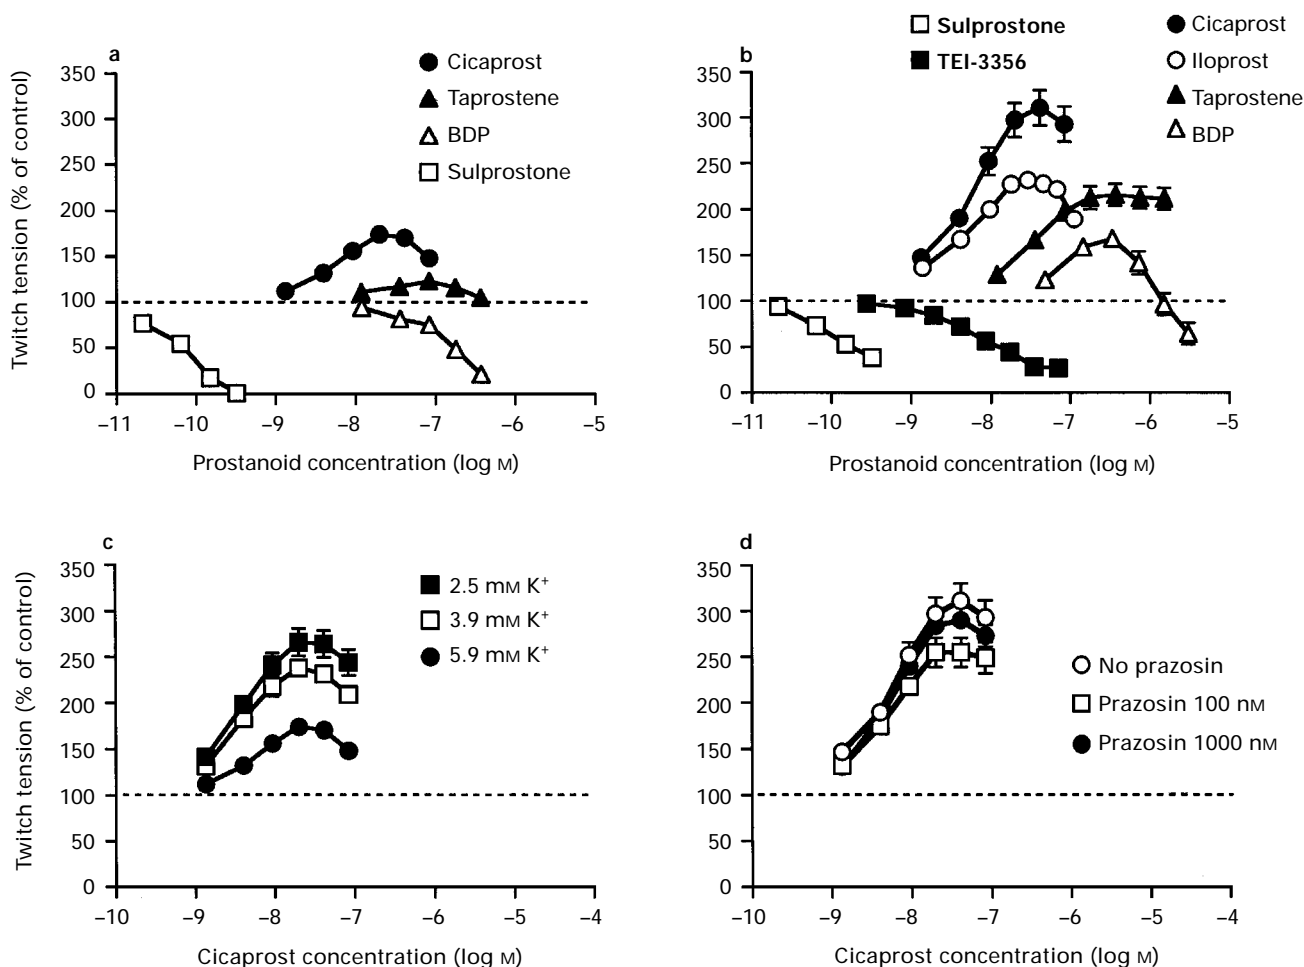 a
Twitch tension (% of control)
350
300
250
200
150
100
50
0
Cicaprost
Taprostene
BDP
Sulprostone
−11
−10
−9
−8
−7
−6
−5
Prostanoid concentration (log M)
b
Sulprostone
TEI-3356
Cicaprost
Iloprost
Taprostene
BDP
350
300
250
200
150
100
50
0
−11
−10
−9
−8
−7
−6
−5
Prostanoid concentration (log M)
c
Twitch tension (% of control)
350
300
250
200
150
100
50
0
2.5 mM K⁺
3.9 mM K⁺
5.9 mM K⁺
−10
−9
−8
−7
−6
−5
−4
Cicaprost concentration (log M)
d
350
300
250
200
150
100
50
0
No prazosin
Prazosin 100 nM
Prazosin 1000 nM
−10
−9
−8
−7
−6
−5
−4
Cicaprost concentration (log M)